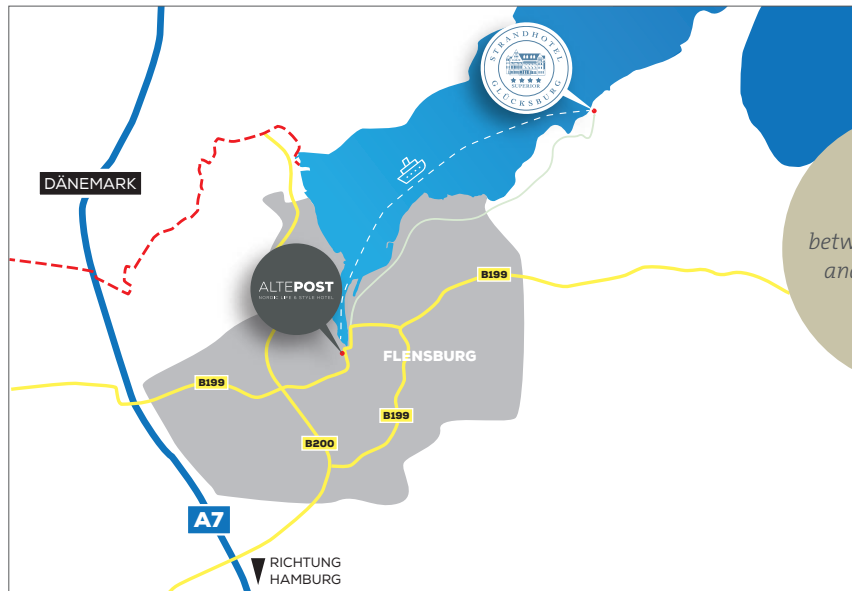 STRANDHOTEL
SUPERIOR
GLÜCKSBURG
DÄNEMARK
betw
and
ALTEPOST
NORDIC LIFE & STYLE HOTEL
B199
FLENSBURG
B199
B199
B200
A7
RICHTUNG
HAMBURG